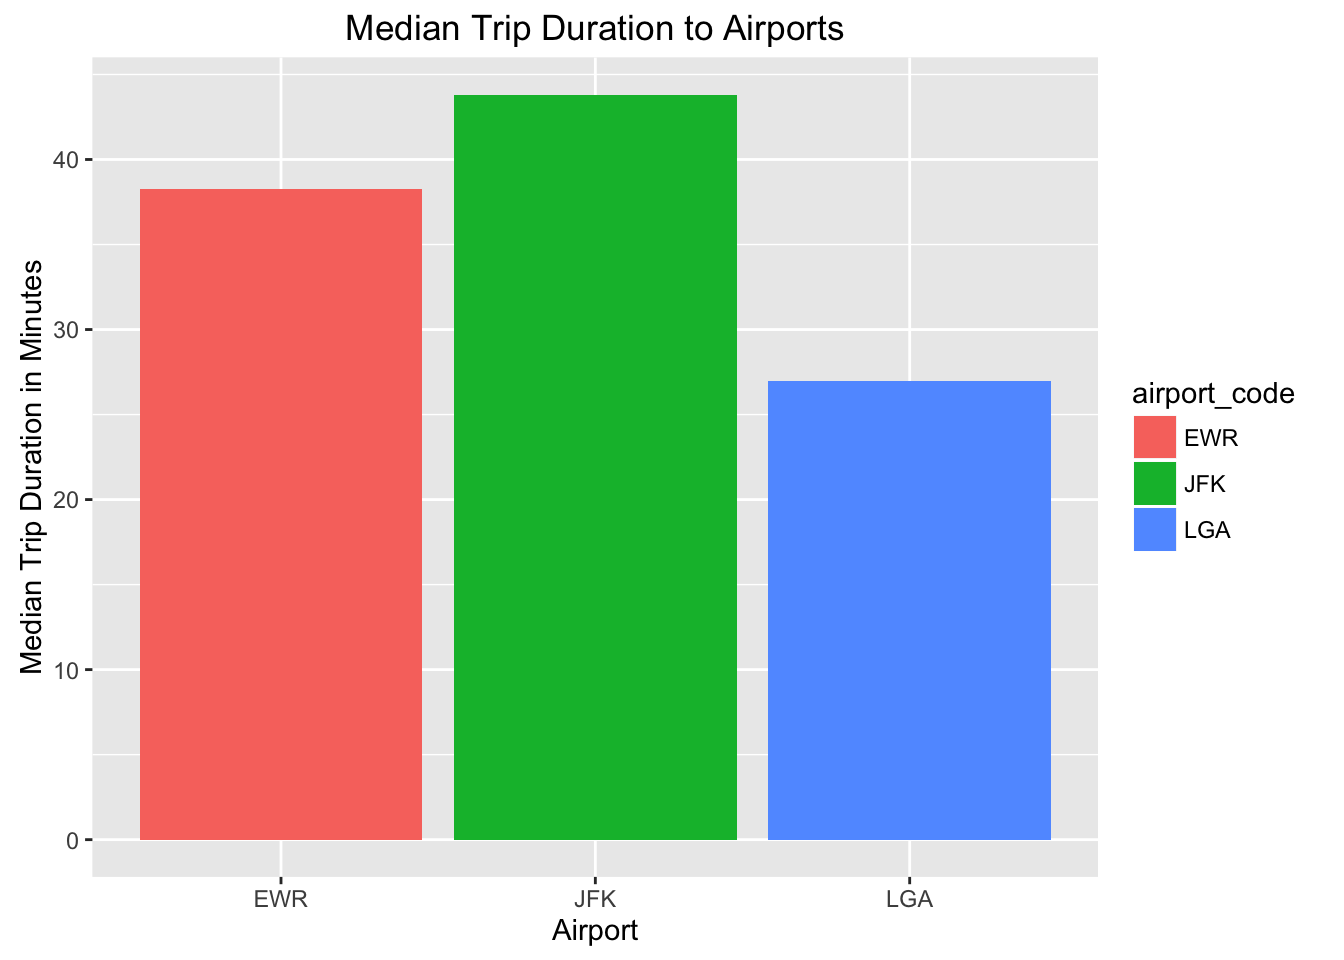 Median Trip Duration to Airports
Median Trip Duration in Minutes
40
30
20
10
0
EWR
JFK
LGA
Airport
airport_code
EWR
JFK
LGA